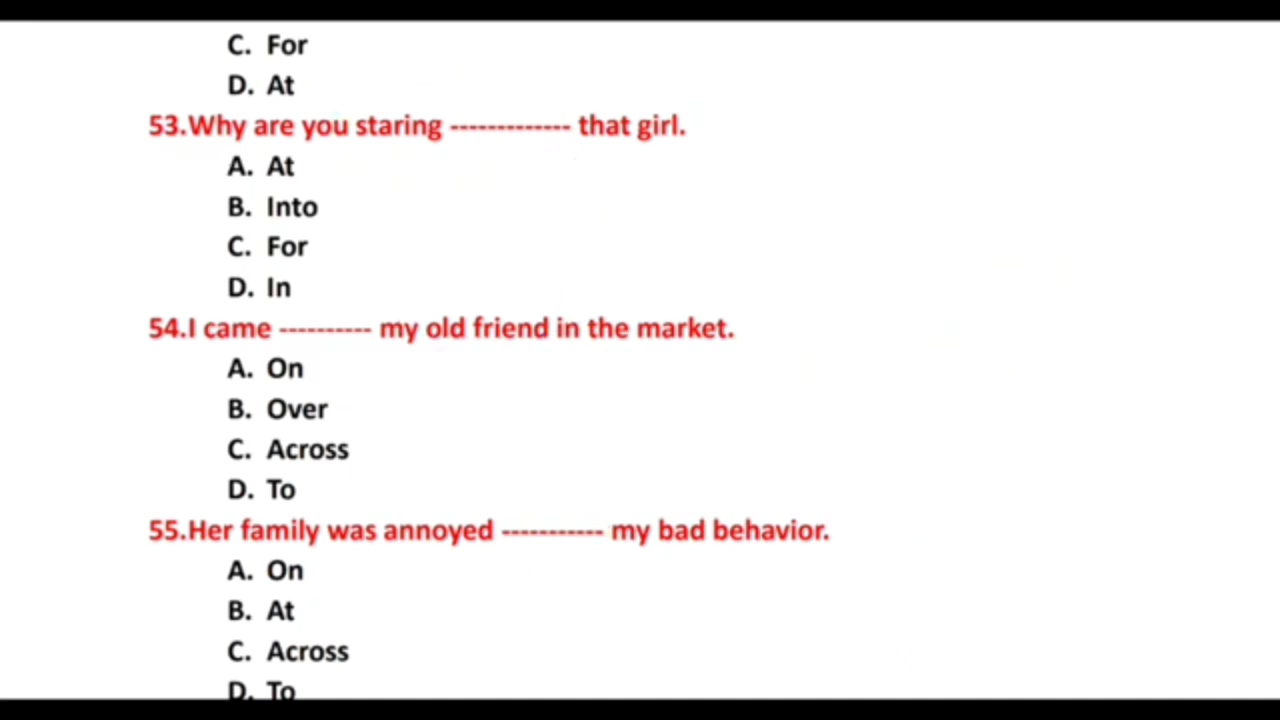 C. For
D. At
53.Why are you staring ------------- that girl.
A. At
B. Into
C. For
D. In
54.I came ---------- my old friend in the market.
A. On
B. Over
C. Across
D. To
55.Her family was annoyed ----------- my bad behavior.
A. On
B. At
C. Across
D. To